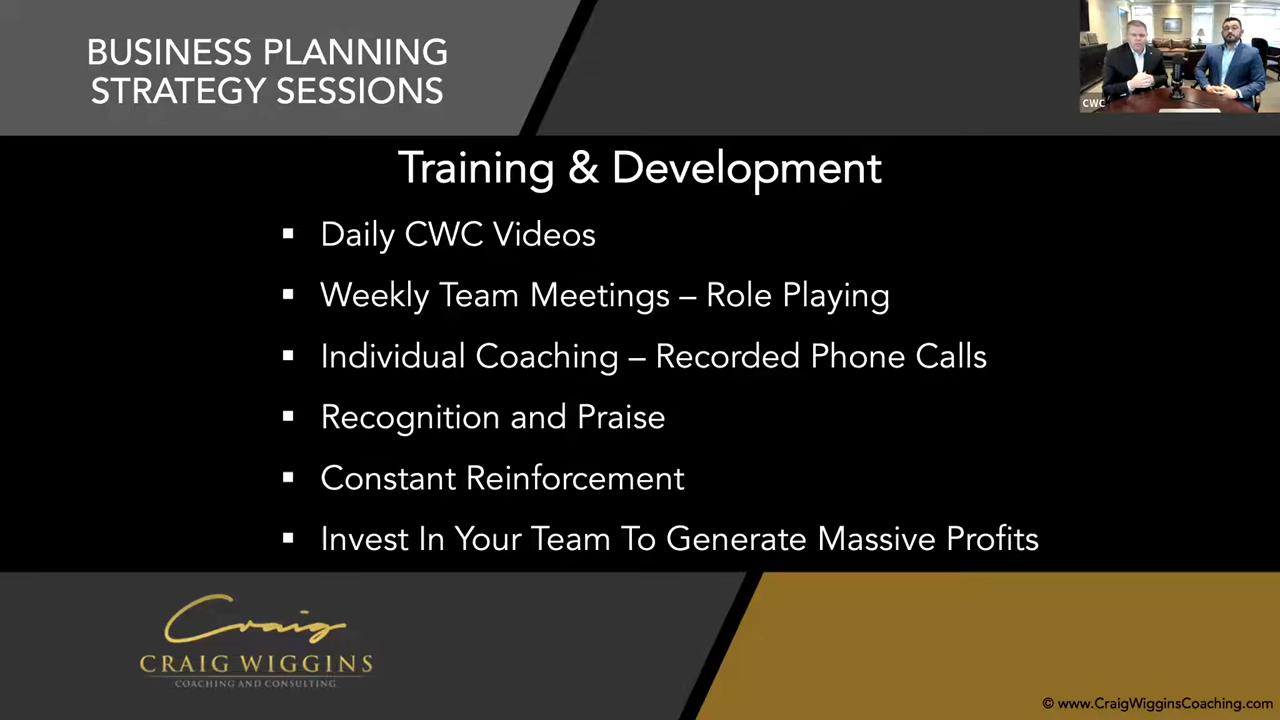 BUSINESS PLANNING
STRATEGY SESSIONS
CWC
Training & Development
▪ Daily CWC Videos
▪ Weekly Team Meetings – Role Playing
▪ Individual Coaching – Recorded Phone Calls
▪ Recognition and Praise
▪ Constant Reinforcement
▪ Invest In Your Team To Generate Massive Profits
Craig
CRAIG WIGGINS
COACHING AND CONSULTING
© www.CraigWigginsCoaching.com